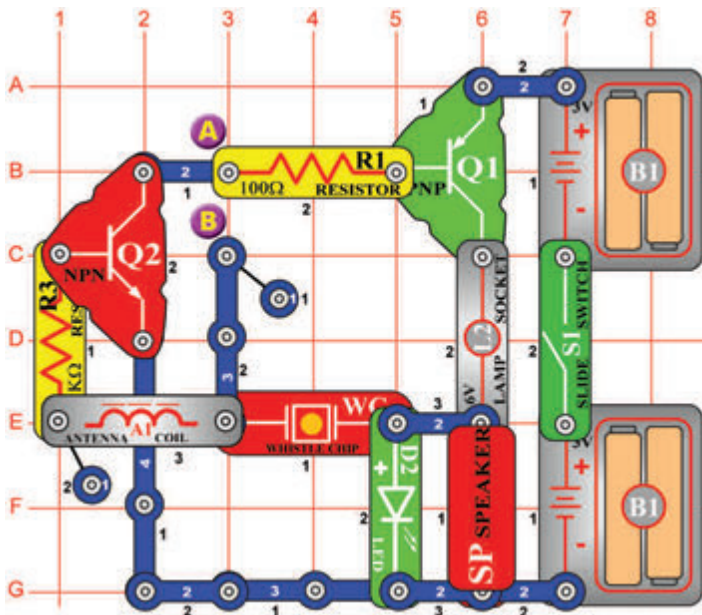 1 2 3 4 5 6 7 8
A
B
C
D
E
F
G
A
B
2
2
1
3V
+
-
1
B1
2
1
100Ω
R1
RESISTOR
2
PNP
Q1
NPN
Q2
2
1 1
R3
RES
KΩ
1
3
2
2
L2
LAMP SOCKET
6V
2
S1
SLIDE SWITCH
A1
ANTENNA COIL
3
WC
WHISTLE CHIP
1
3
2
2 1
4
1
D2
+
LED
2
SP SPEAKER
1
3V
+
-
1
B1
2
2
3
1
2
3
2
2